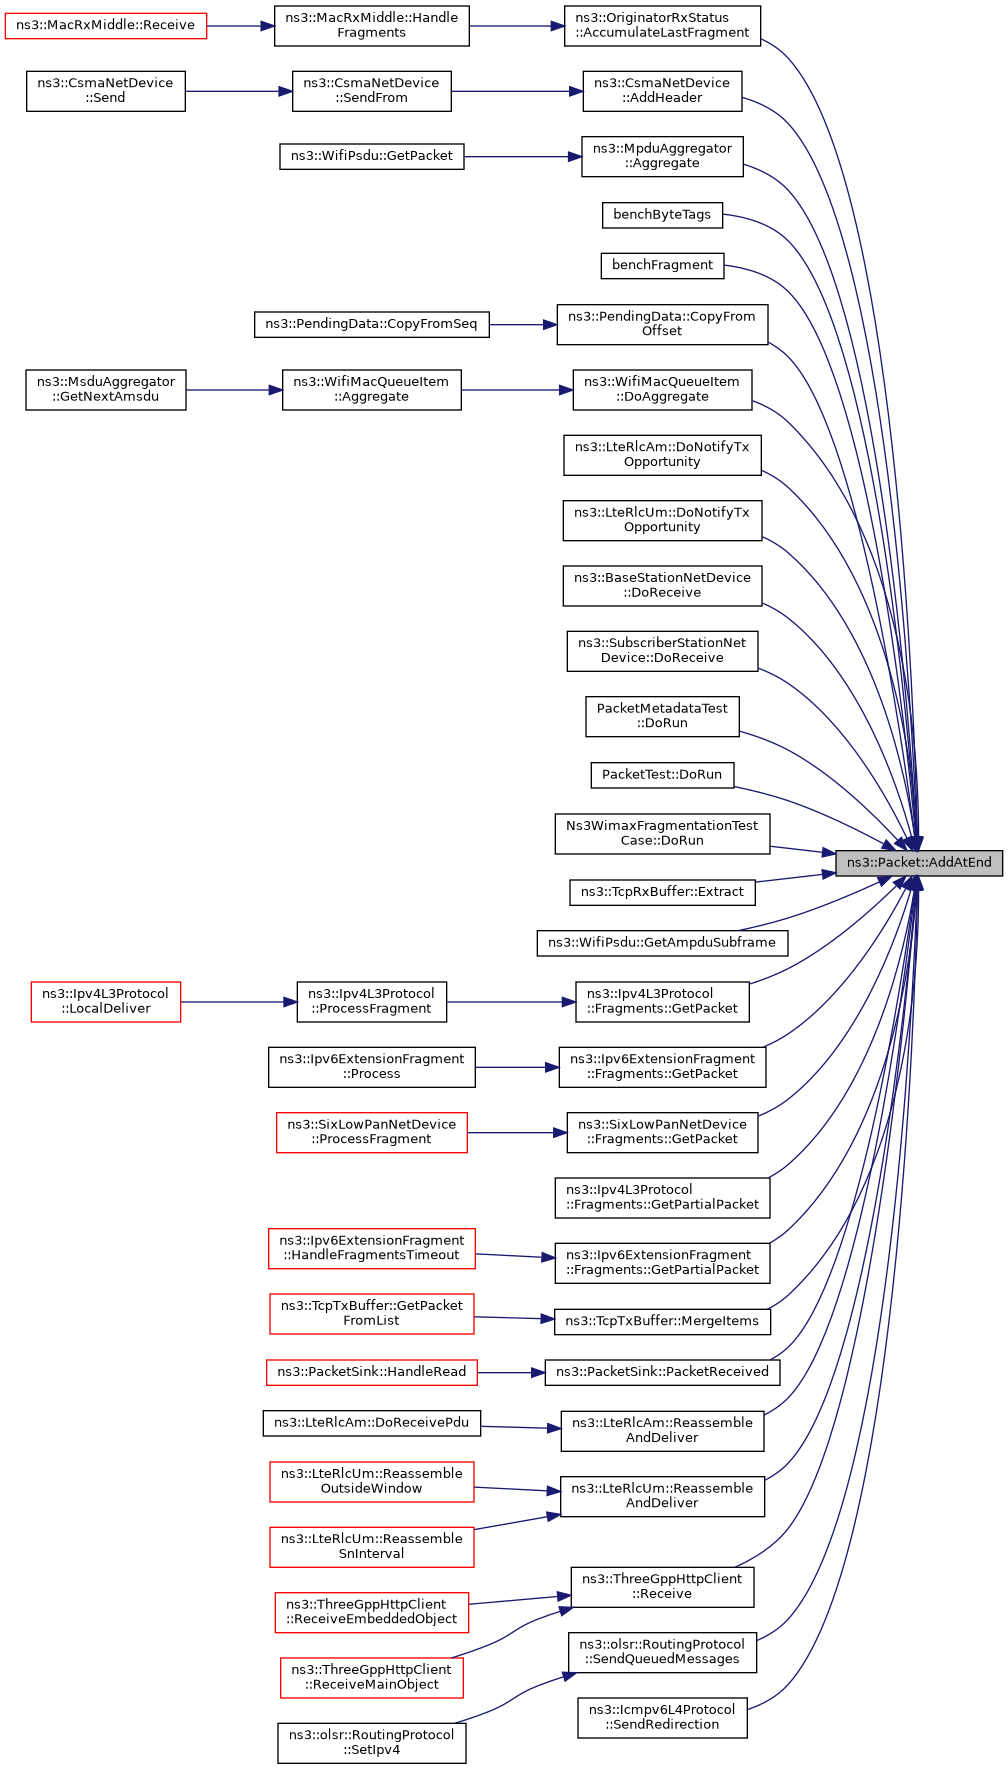 ns3::MacRxMiddle::Receive
ns3::MacRxMiddle::Handle
Fragments
ns3::OriginatorRxStatus
::AccumulateLastFragment
ns3::CsmaNetDevice
::Send
ns3::CsmaNetDevice
::SendFrom
ns3::CsmaNetDevice
::AddHeader
ns3::WifiPsdu::GetPacket
ns3::MpduAggregator
::Aggregate
benchByteTags
benchFragment
ns3::PendingData::CopyFromSeq
ns3::PendingData::CopyFrom
Offset
ns3::MsduAggregator
::GetNextAmsdu
ns3::WifiMacQueueItem
::Aggregate
ns3::WifiMacQueueItem
::DoAggregate
ns3::LteRlcAm::DoNotifyTx
Opportunity
ns3::LteRlcUm::DoNotifyTx
Opportunity
ns3::BaseStationNetDevice
::DoReceive
ns3::SubscriberStationNet
Device::DoReceive
PacketMetadataTest
::DoRun
PacketTest::DoRun
Ns3WimaxFragmentationTest
Case::DoRun
ns3::Packet::AddAtEnd
ns3::TcpRxBuffer::Extract
ns3::WifiPsdu::GetAmpduSubframe
ns3::Ipv4L3Protocol
::LocalDeliver
ns3::Ipv4L3Protocol
::ProcessFragment
ns3::Ipv4L3Protocol
::Fragments::GetPacket
ns3::Ipv6ExtensionFragment
::Process
ns3::Ipv6ExtensionFragment
::Fragments::GetPacket
ns3::SixLowPanNetDevice
::ProcessFragment
ns3::SixLowPanNetDevice
::Fragments::GetPacket
ns3::Ipv4L3Protocol
::Fragments::GetPartialPacket
ns3::Ipv6ExtensionFragment
::HandleFragmentsTimeout
ns3::Ipv6ExtensionFragment
::Fragments::GetPartialPacket
ns3::TcpTxBuffer::GetPacket
FromList
ns3::TcpTxBuffer::MergeItems
ns3::PacketSink::HandleRead
ns3::PacketSink::PacketReceived
ns3::LteRlcAm::DoReceivePdu
ns3::LteRlcAm::Reassemble
AndDeliver
ns3::LteRlcUm::Reassemble
OutsideWindow
ns3::LteRlcUm::Reassemble
AndDeliver
ns3::LteRlcUm::Reassemble
SnInterval
ns3::ThreeGppHttpClient
::Receive
ns3::ThreeGppHttpClient
::ReceiveEmbeddedObject
ns3::ThreeGppHttpClient
::ReceiveMainObject
ns3::olsr::RoutingProtocol
::SendQueuedMessages
ns3::olsr::RoutingProtocol
::SetIpv4
ns3::Icmpv6L4Protocol
::SendRedirection